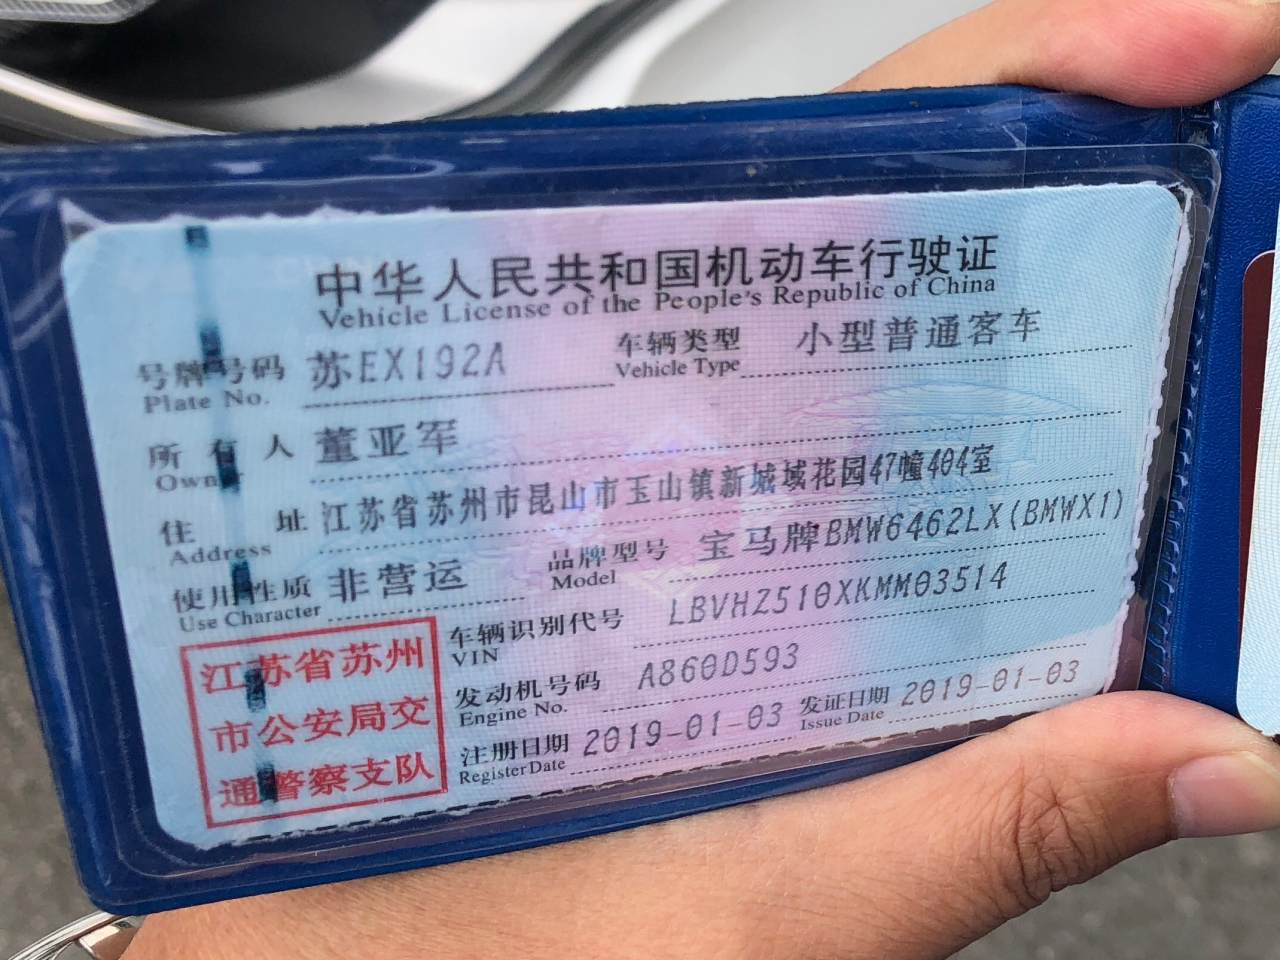 中华人民共和国机动车行驶证
Vehicle License of the People's Republic of China
号牌号码 苏EX192A 车辆类型 小型普通客车
Plate No. Vehicle Type
所有人 董亚军
Owner
住址 江苏省苏州市昆山市玉山镇新城域花园47幢404室
Address
使用性质 非营运 品牌型号 宝马牌BMW6462LX(BMWX1)
Use Character Model
江苏省苏州
市公安局交
通警察支队
车辆识别代号 LBVHZ510XKMM03514
VIN
发动机号码 A860D593
Engine No.
注册日期 2019-01-03 发证日期 2019-01-03
Register Date Issue Date